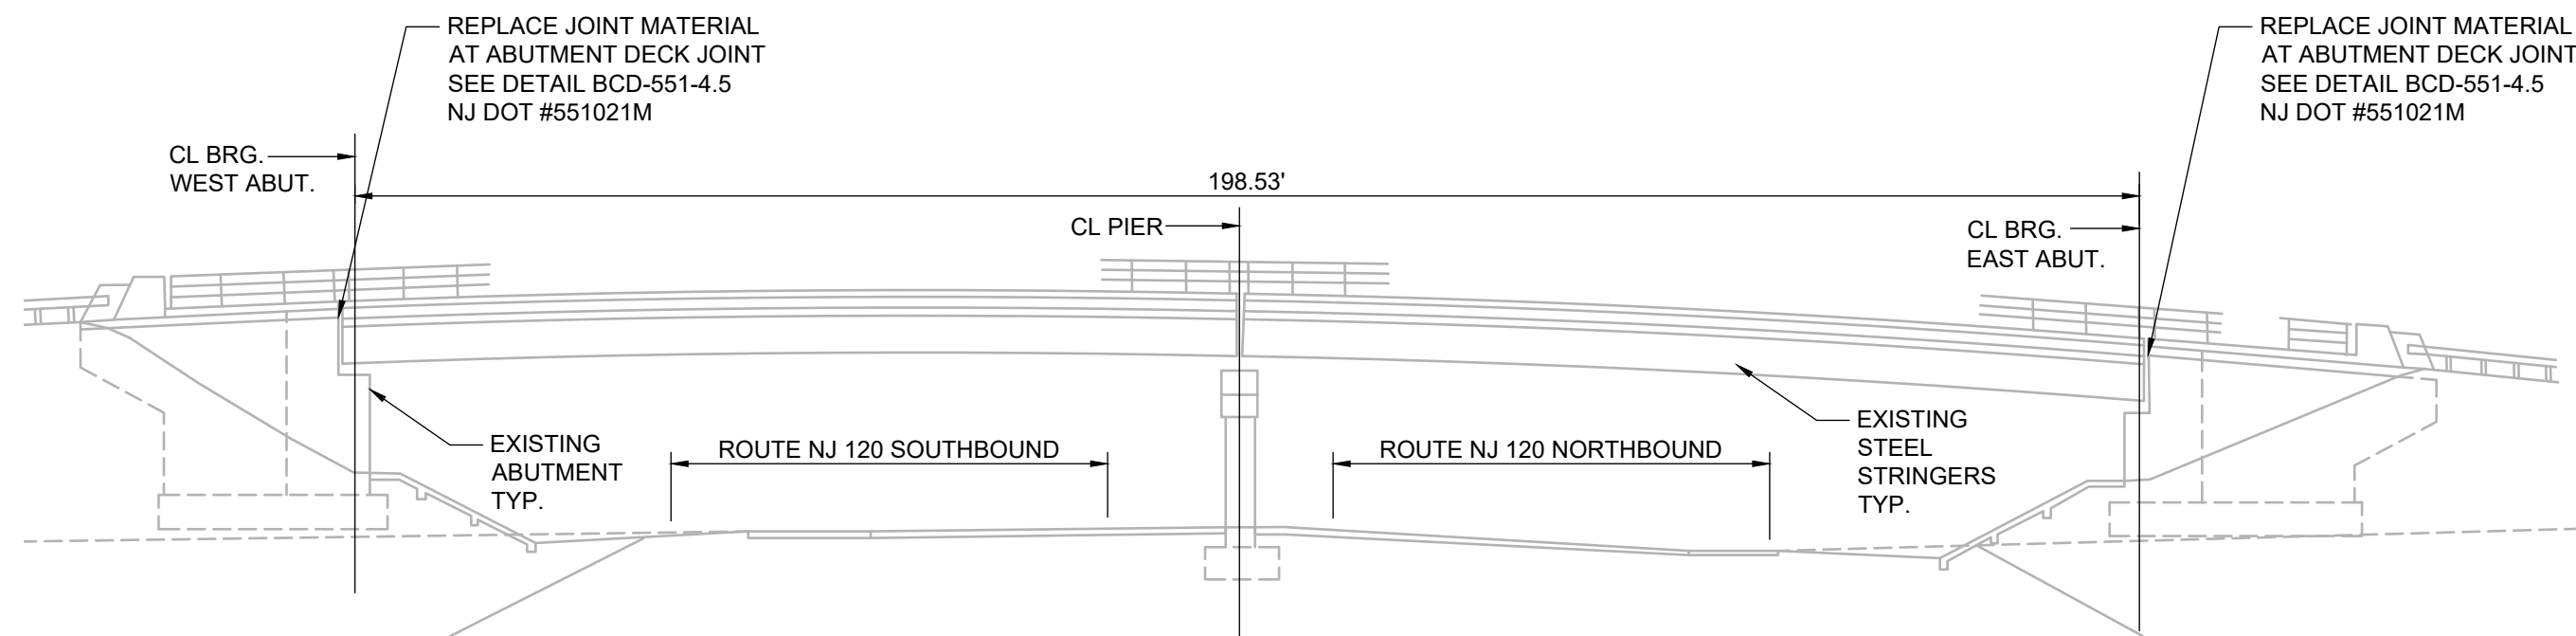 REPLACE JOINT MATERIAL
AT ABUTMENT DECK JOINT
SEE DETAIL BCD-551-4.5
NJ DOT #551021M
REPLACE JOINT MATERIAL
AT ABUTMENT DECK JOINT
SEE DETAIL BCD-551-4.5
NJ DOT #551021M
CL BRG.
WEST ABUT.
198.53'
CL PIER
CL BRG.
EAST ABUT.
EXISTING
ABUTMENT
TYP.
ROUTE NJ 120 SOUTHBOUND
ROUTE NJ 120 NORTHBOUND
EXISTING
STEEL
STRINGERS
TYP.